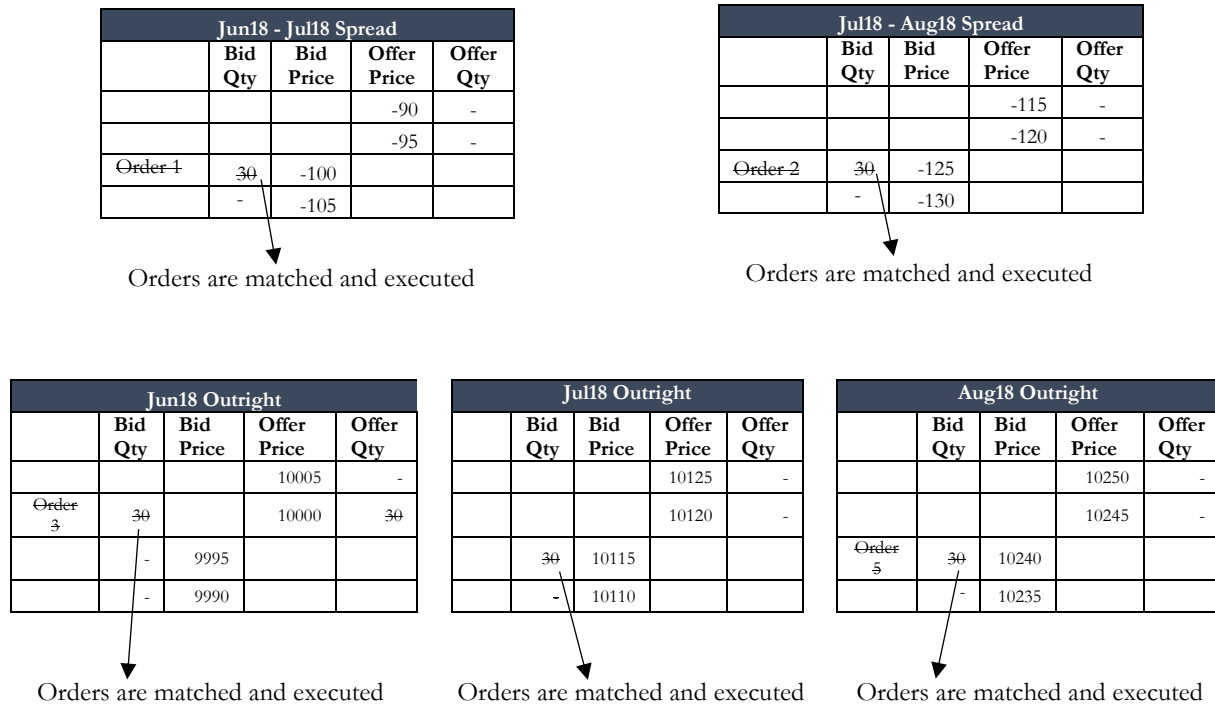 Jun18 - Jul18 Spread
Bid Qty Bid Price Offer Price Offer Qty
-90 -
-95 -
Order 1 30 -100
- -105
Orders are matched and executed
Jul18 - Aug18 Spread
Bid Qty Bid Price Offer Price Offer Qty
-115 -
-120 -
Order 2 30 -125
- -130
Orders are matched and executed
Jun18 Outright
Bid Qty Bid Price Offer Price Offer Qty
10005 -
Order 3 30 10000 30
- 9995
- 9990
Orders are matched and executed
Jul18 Outright
Bid Qty Bid Price Offer Price Offer Qty
10125 -
10120 -
30 10115
- 10110
Orders are matched and executed
Aug18 Outright
Bid Qty Bid Price Offer Price Offer Qty
10250 -
10245 -
Order 5 30 10240
- 10235
Orders are matched and executed